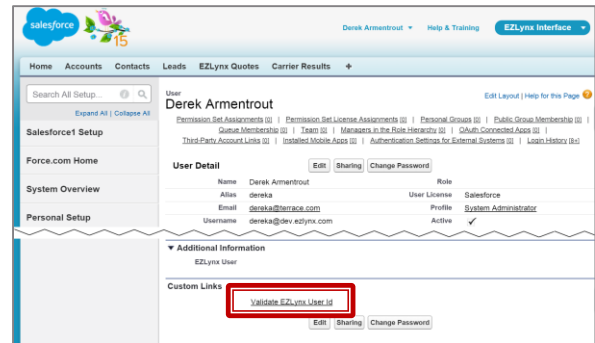 salesforce
15
Derek Armentrout Help & Training EZLynx Interface
Home Accounts Contacts Leads EZLynx Quotes Carrier Results +
Search All Setup...
Expand All | Collapse All
Salesforce1 Setup
Force.com Home
System Overview
Personal Setup
User
Derek Armentrout
Edit Layout | Help for this Page
Permission Set Assignments [0] | Permission Set License Assignments [0] | Personal Groups [0] | Public Group Membership [0] |
Queue Membership [0] | Team [0] | Managers in the Role Hierarchy [0] | OAuth Connected Apps [0] |
Third-Party Account Links [0] | Installed Mobile Apps [0] | Authentication Settings for External Systems [0] | Login History [8+]
User Detail Edit Sharing Change Password
Name Derek Armentrout Role
Alias dereka User License Salesforce
Email dereka@terrace.com Profile System Administrator
Username dereka@dev.ezlynx.com Active ✓
Additional Information
EZLynx User
Custom Links
Validate EZLynx User Id
Edit Sharing Change Password